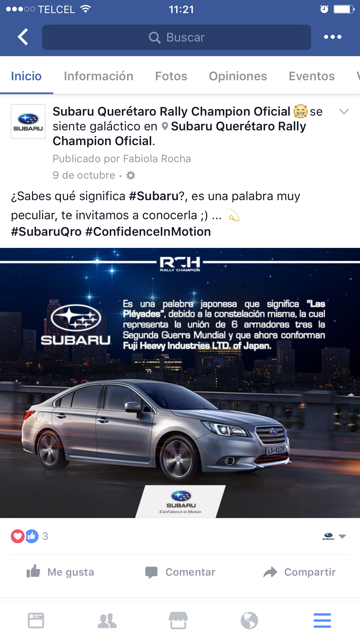 TELCEL 11:21
Buscar
Inicio Información Fotos Opiniones Eventos
SUBARU
Subaru Querétaro Rally Champion Oficial se
siente galáctico en Subaru Querétaro Rally
Champion Oficial.
Publicado por Fabiola Rocha
9 de octubre ·
¿Sabes qué significa #Subaru?, es una palabra muy
peculiar, te invitamos a conocerla ;) ...
#SubaruQro #ConfidenceInMotion
RCH
RALLY CHAMPION
SUBARU
Es una palabra japonesa que significa "Las
Pléyades", debido a la constelación misma, la cual
representa la unión de 6 armadoras tras la
Segunda Guerra Mundial y que ahora conforman
Fuji Heavy Industries LTD. of Japan.
SUBARU
Confidence in Motion
3
Me gusta Comentar Compartir